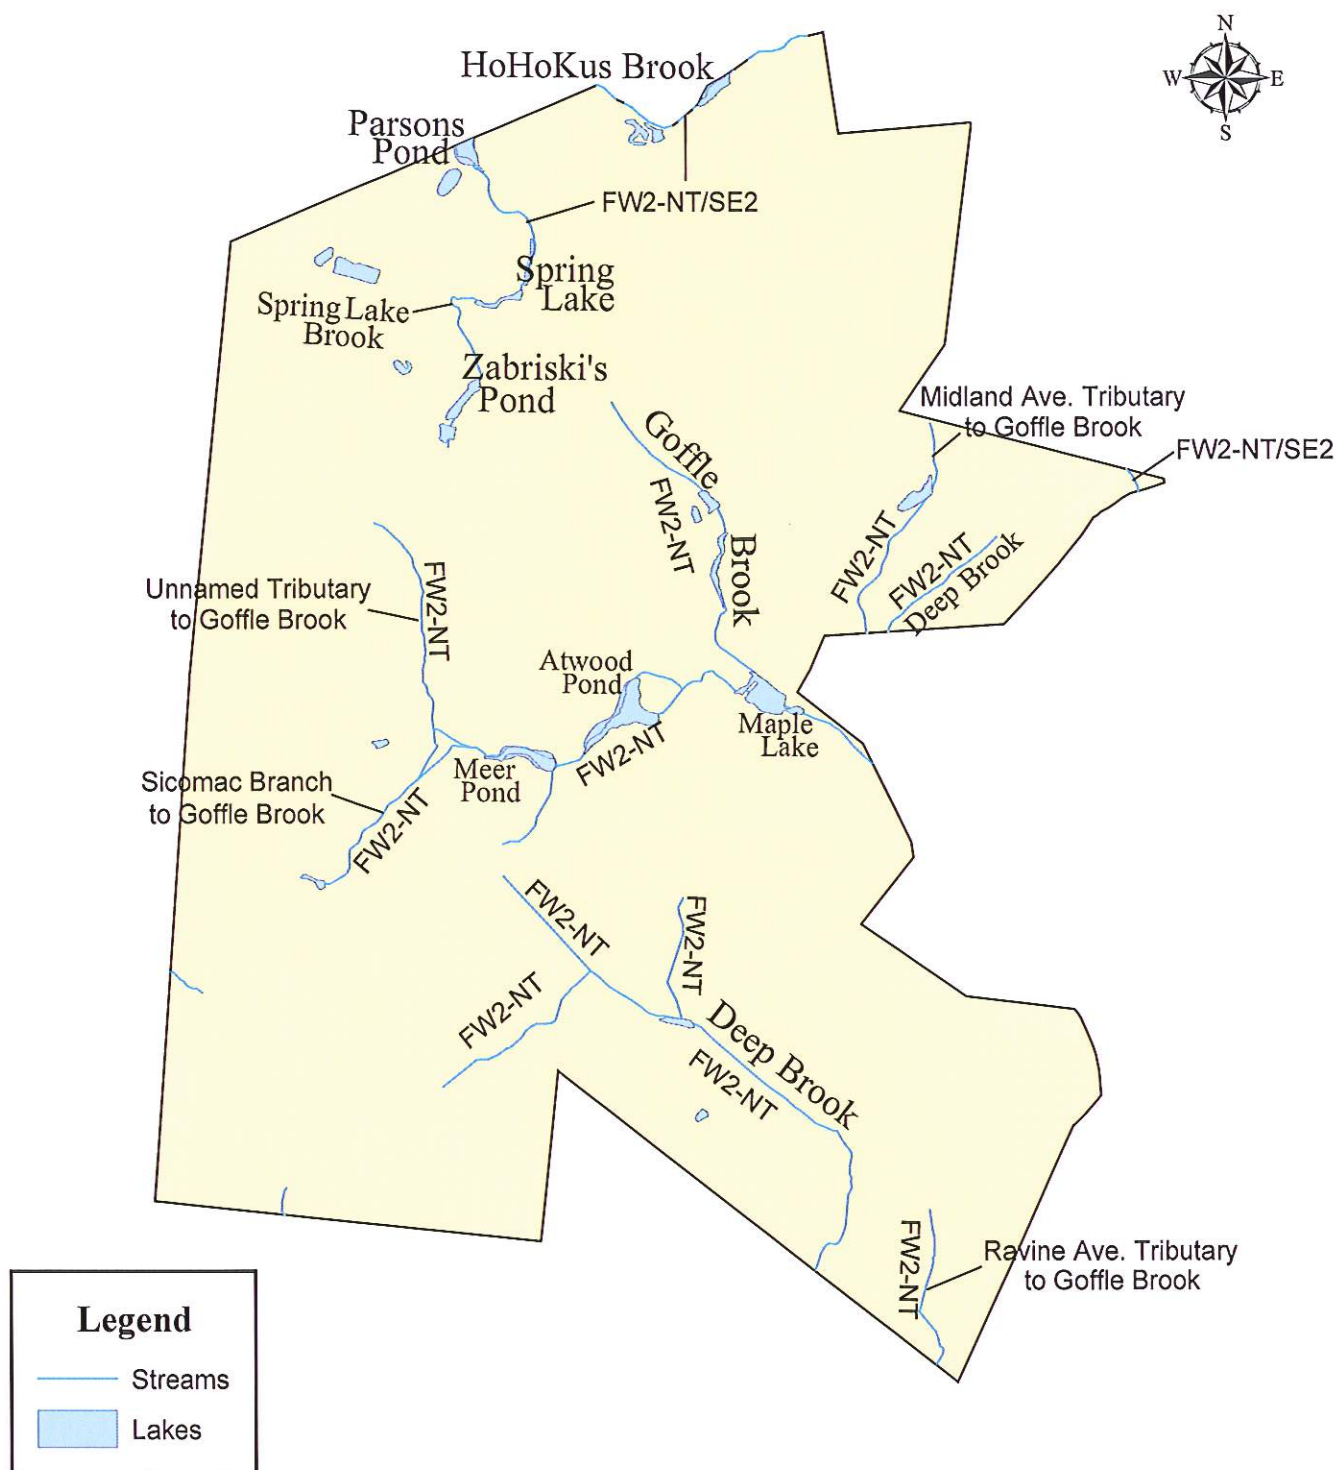 N
W E
S
HoHoKus Brook
Parsons
Pond
FW2-NT/SE2
Spring
Lake
Spring Lake
Brook
Zabriski's
Pond
Goffle
Brook
FW2-NT
Midland Ave. Tributary
to Goffle Brook
FW2-NT/SE2
FW2-NT
FW2-NT
Deep Brook
Unnamed Tributary
to Goffle Brook
FW2-NT
Atwood
Pond
Maple
Lake
FW2-NT
Meer
Pond
Sicomac Branch
to Goffle Brook
FW2-NT
FW2-NT
FW2-NT
FW2-NT
Deep Brook
FW2-NT
FW2-NT
Ravine Ave. Tributary
to Goffle Brook
Legend
Streams
Lakes